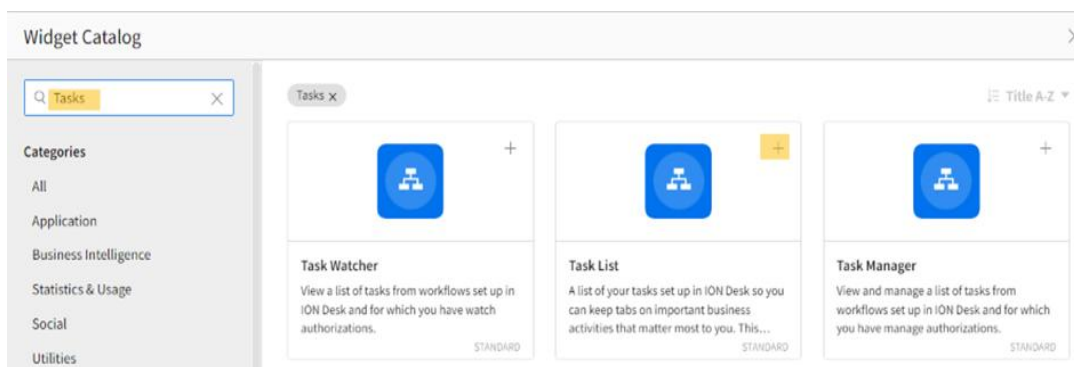 Widget Catalog
Tasks
Categories
All
Application
Business Intelligence
Statistics & Usage
Social
Utilities
Tasks x
Title A-Z
Task Watcher
View a list of tasks from workflows set up in
ION Desk and for which you have watch
authorizations.
STANDARD
Task List
A list of your tasks set up in ION Desk so you
can keep tabs on important business
activities that matter most to you. This...
STANDARD
Task Manager
View and manage a list of tasks from
workflows set up in ION Desk and for which
you have manage authorizations.
STANDARD